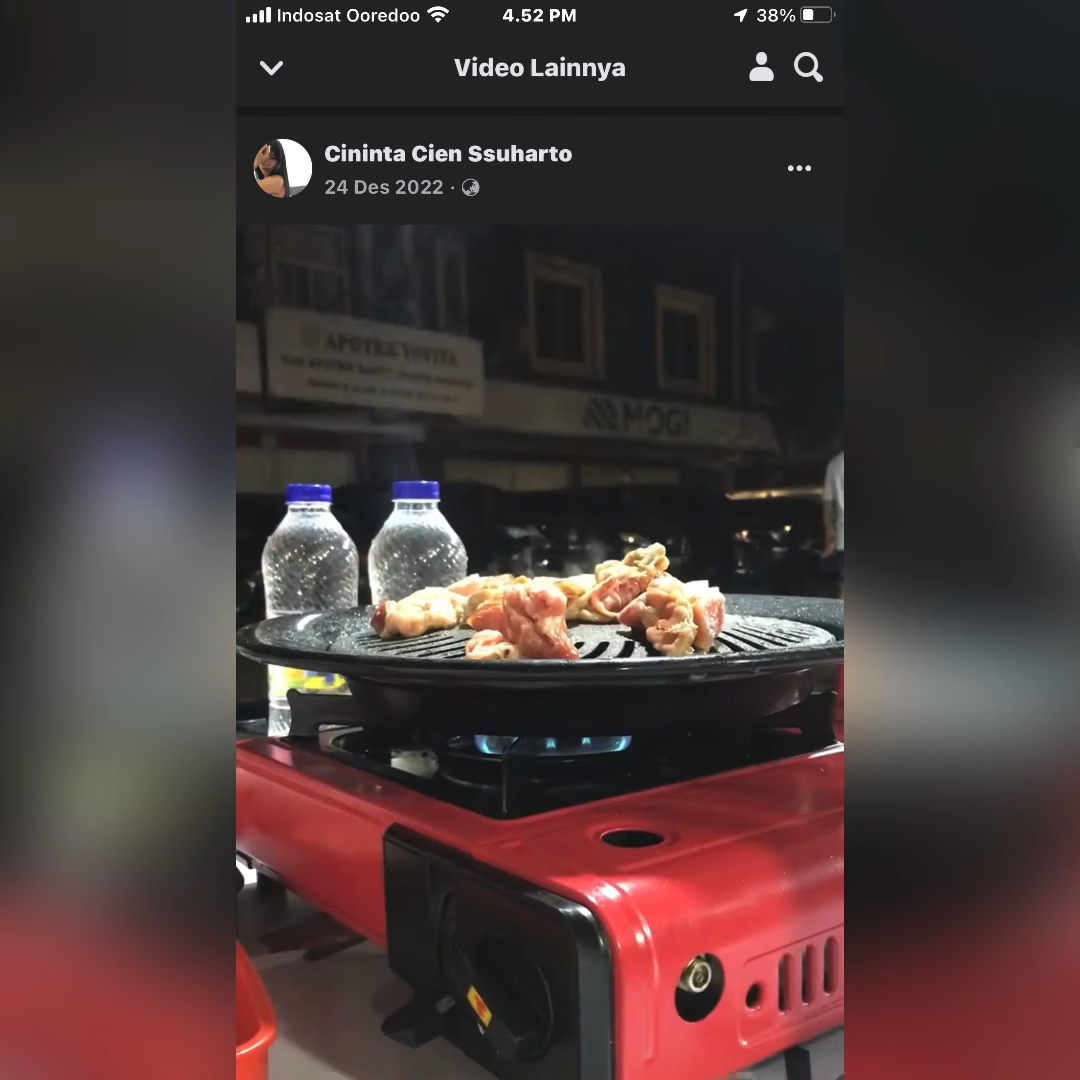 Indosat Ooredoo 4.52 PM 38%
Video Lainnya
Cininta Cien Ssuharto
24 Des 2022 ·
APOTEK YOVITA
MOGI